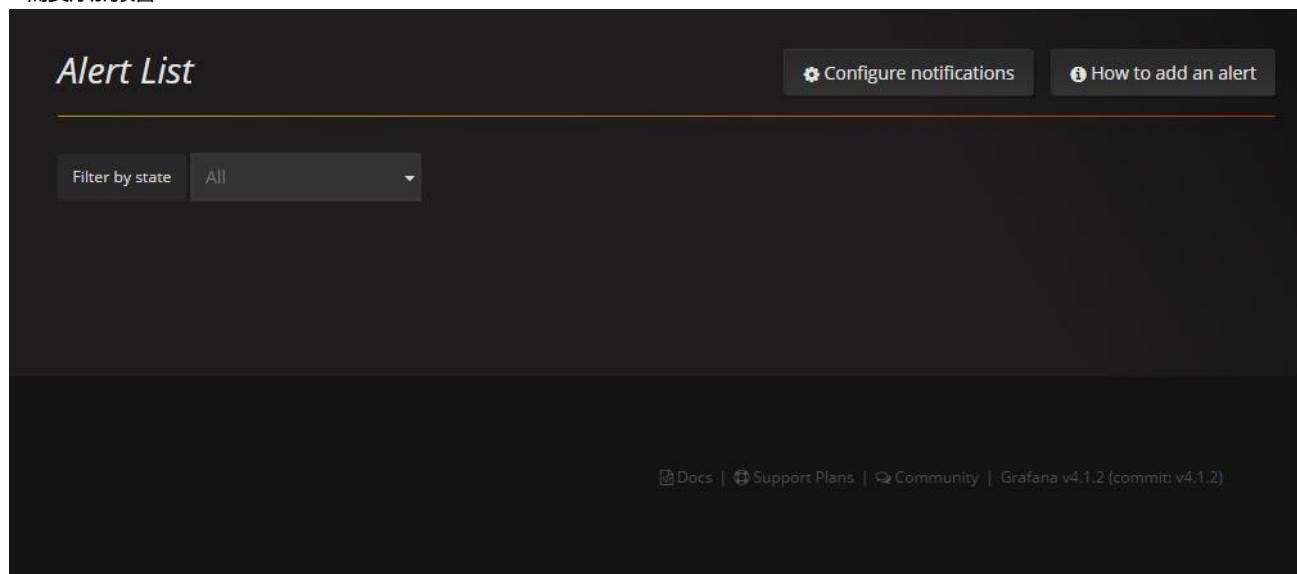 Alert List
Configure notifications
How to add an alert
Filter by state
All
Docs | Support Plans | Community | Grafana v4.1.2 (commit: v4.1.2)